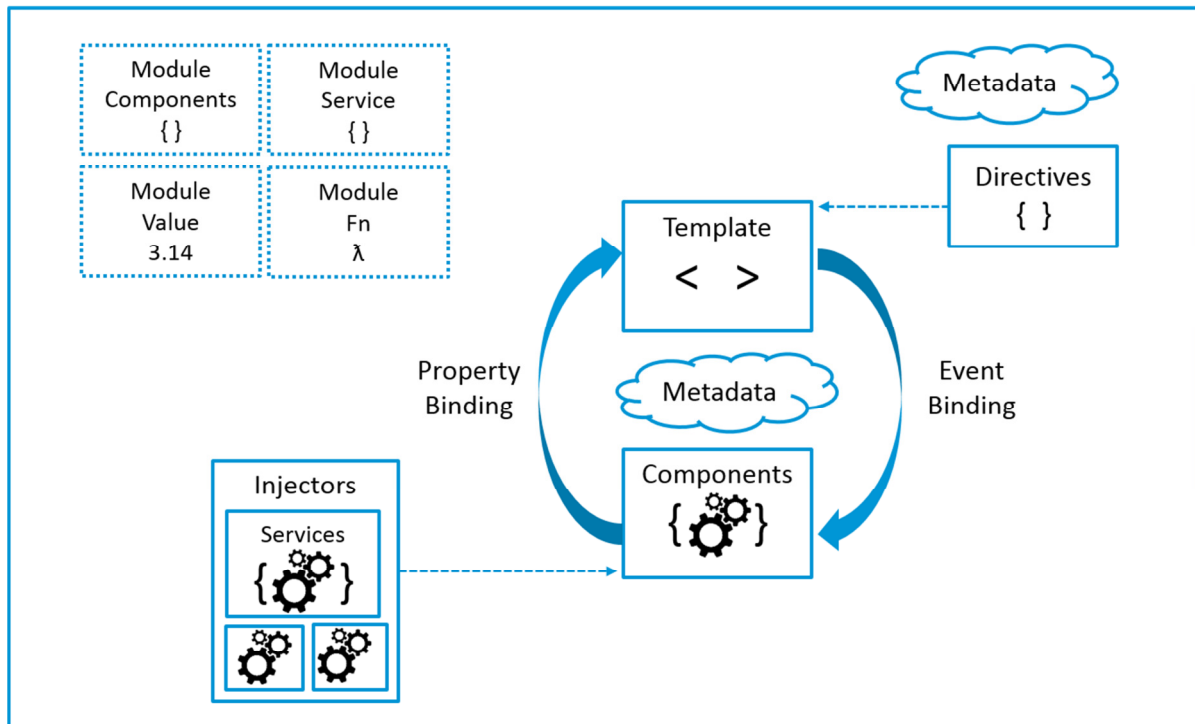 Module
Components
{ }
Module
Service
{ }
Module
Value
3.14
Module
Fn
ƛ
Metadata
Directives
{ }
Template
< >
Property
Binding
Metadata
Event
Binding
Components
{ }
Injectors
Services
{ }